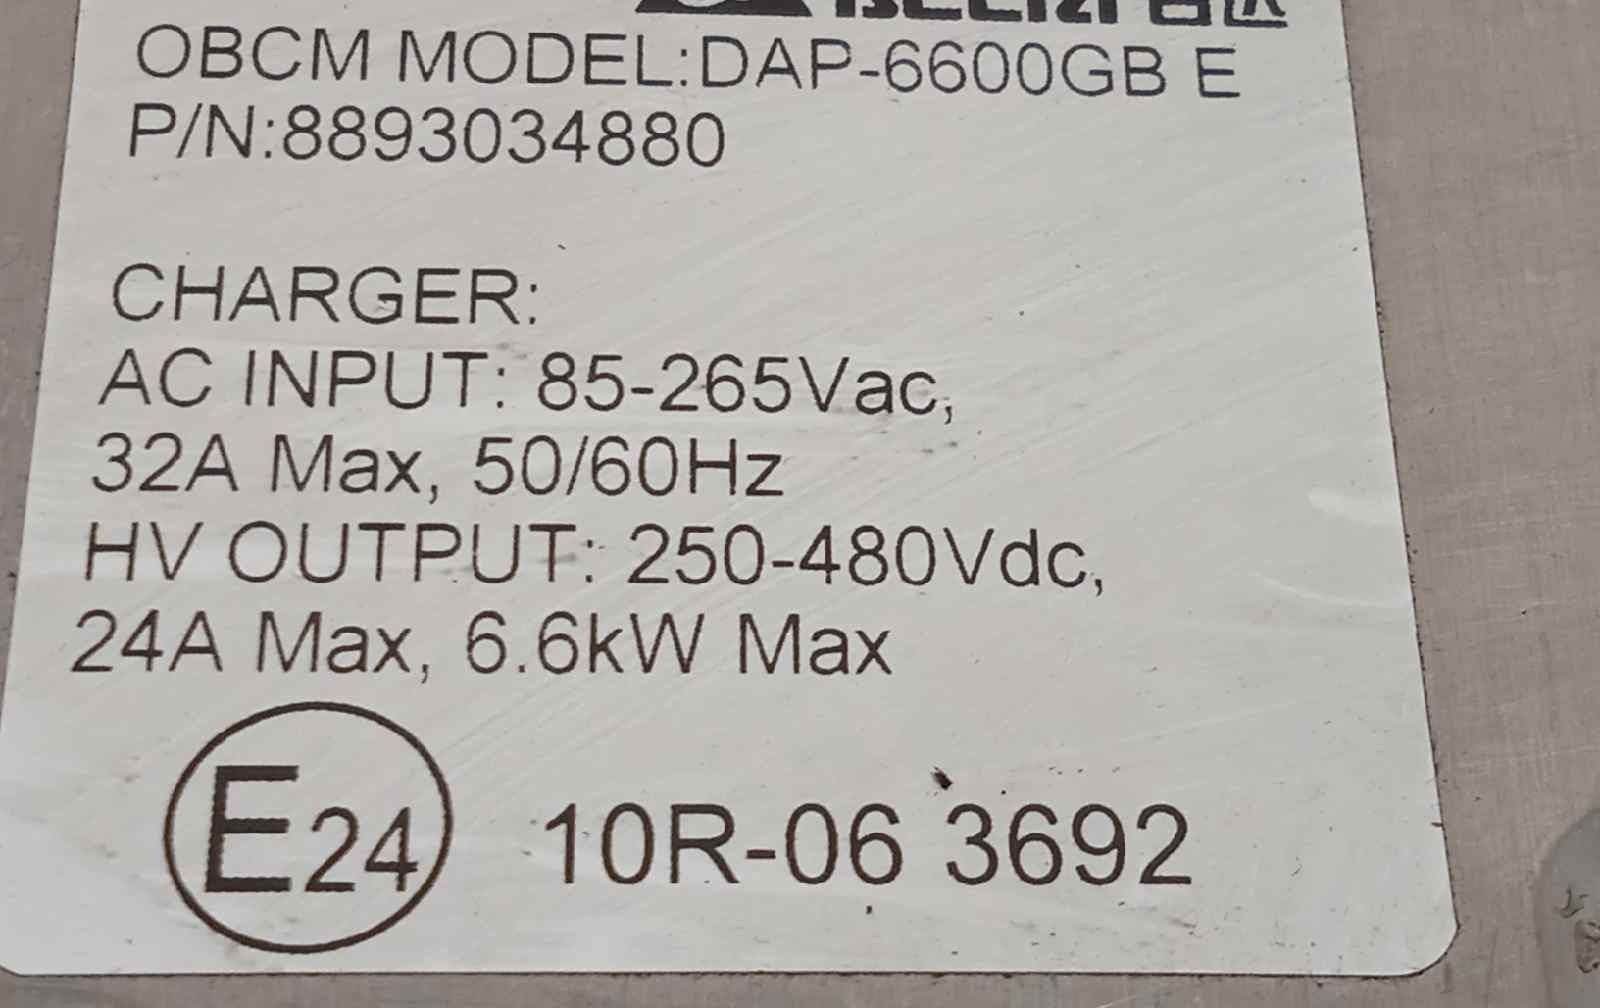 OBCM MODEL:DAP-6600GB E
P/N:8893034880
CHARGER:
AC INPUT: 85-265Vac,
32A Max, 50/60Hz
HV OUTPUT: 250-480Vdc,
24A Max, 6.6kW Max
E24 10R-06 3692